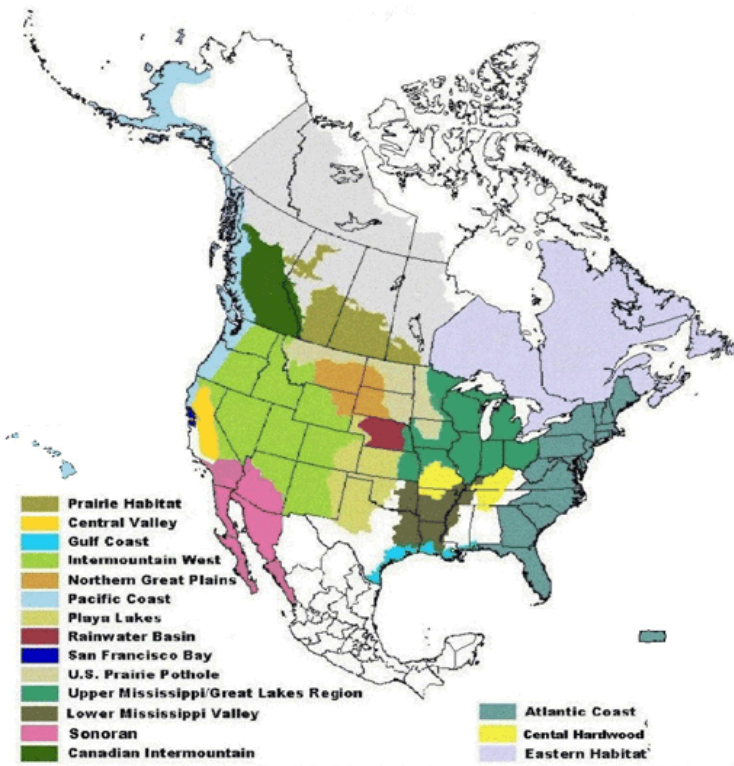 Prairie Habitat
Central Valley
Gulf Coast
Intermountain West
Northern Great Plains
Pacific Coast
Playa Lakes
Rainwater Basin
San Francisco Bay
U.S. Prairie Pothole
Upper Mississippi/Great Lakes Region
Lower Mississippi Valley
Sonoran
Canadian Intermountain
Atlantic Coast
Cental Hardwood
Eastern Habitat